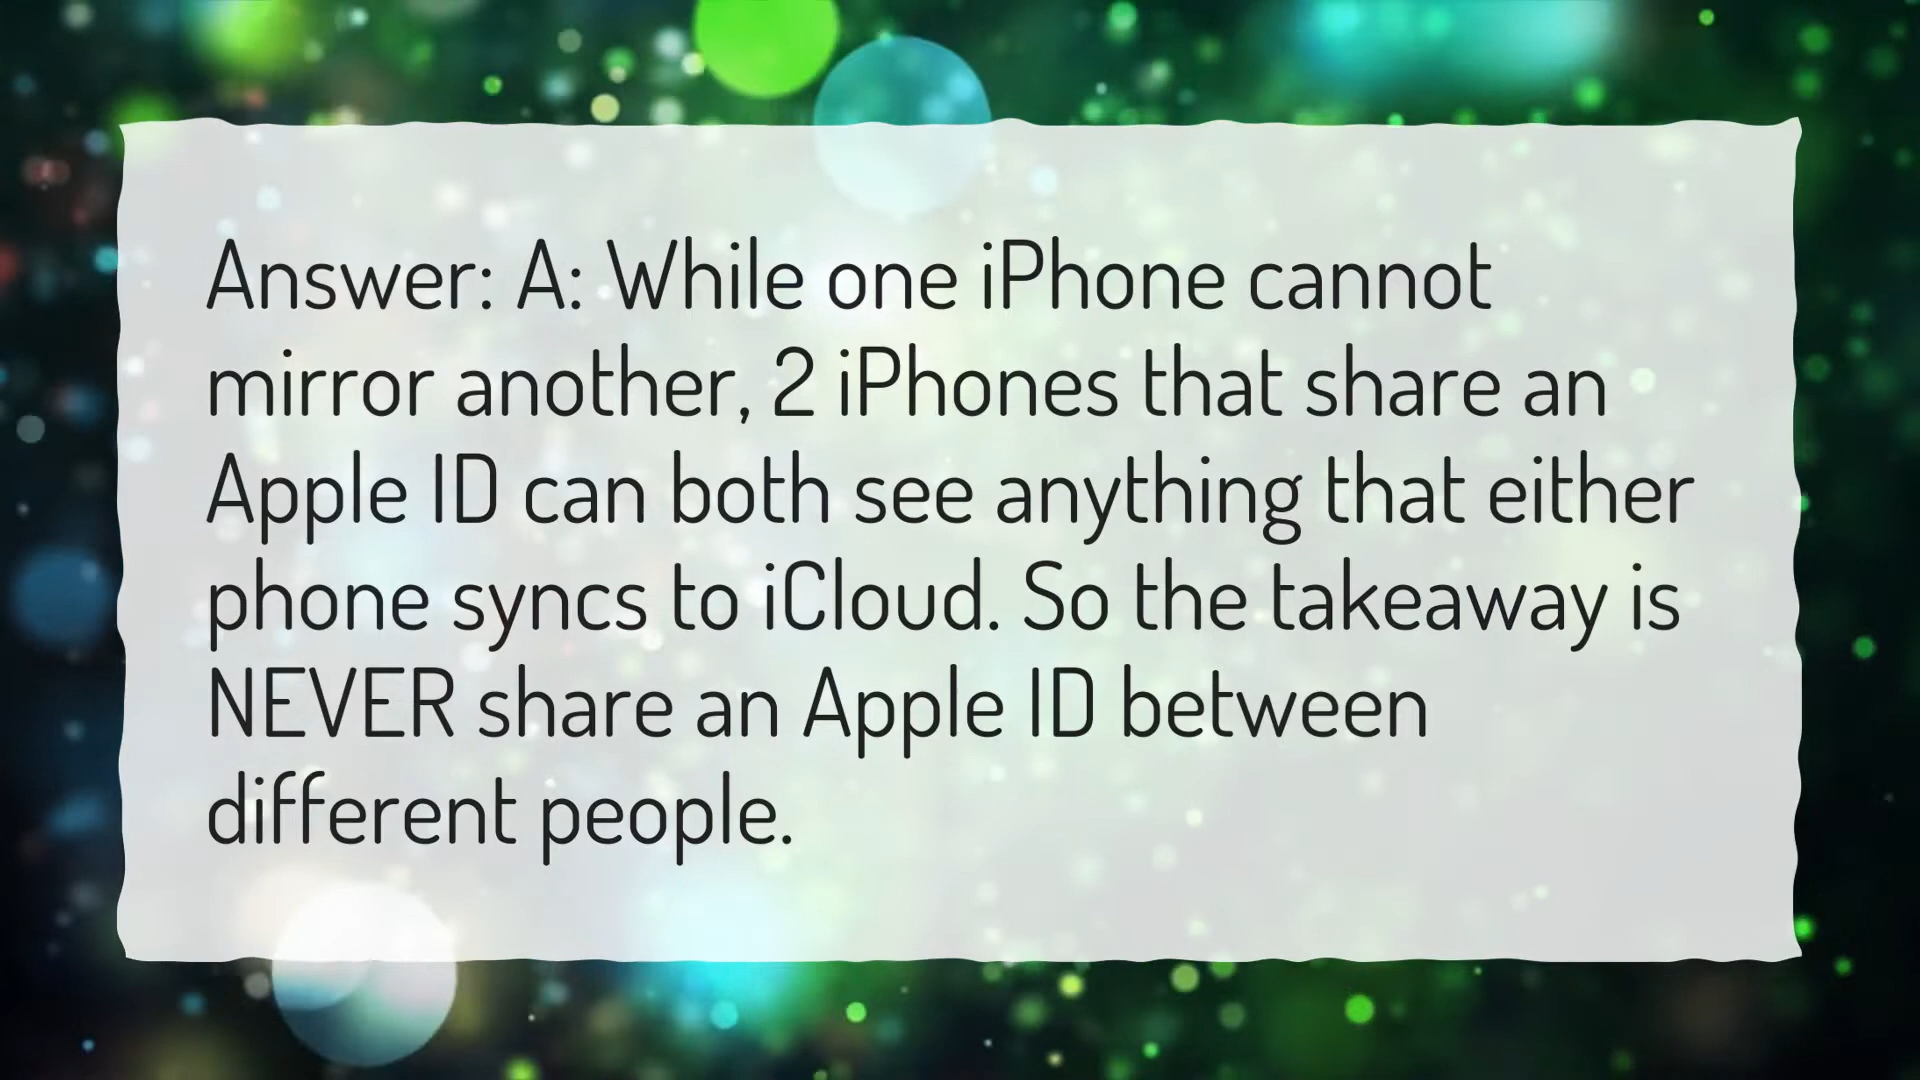 Answer: A: While one iPhone cannot
mirror another, 2 iPhones that share an
Apple ID can both see anything that either
phone syncs to iCloud. So the takeaway is
NEVER share an Apple ID between
different people.